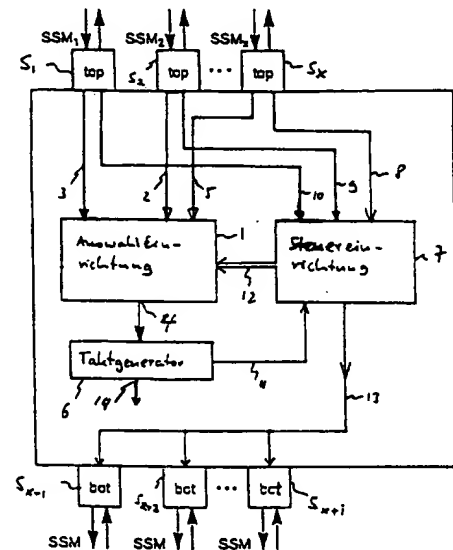 SSM₁ SSM₂ SSMₓ
S₁ top S₂ top ... top Sₓ
3 2 5 10 9 8
Auswahlein-
richtung
1
Steuerein-
richtung
7
12
4
Taktgenerator
6 14 11
13
Sₓ₊₁ bot Sₓ₊₂ bot ... bot Sₓ₊ᵢ
SSM SSM SSM